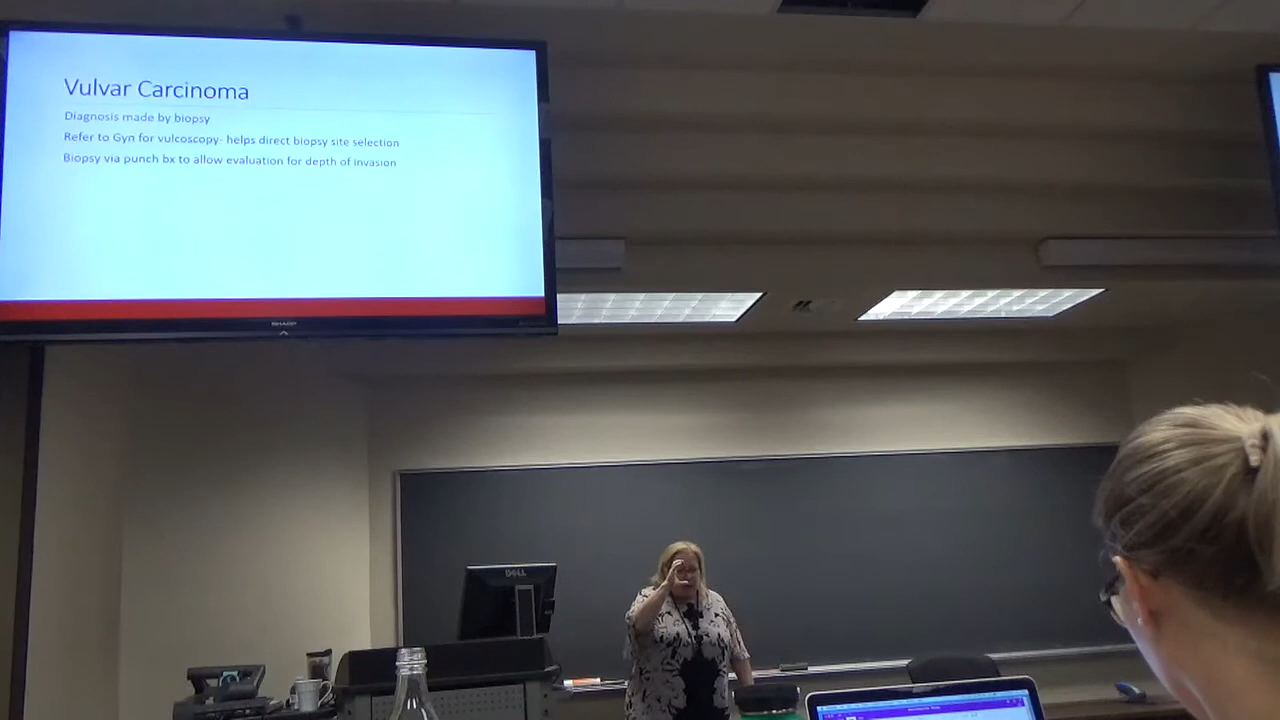 Vulvar Carcinoma
Diagnosis made by biopsy
Refer to Gyn for vulcoscopy- helps direct biopsy site selection
Biopsy via punch bx to allow evaluation for depth of invasion
SHARP
DELL